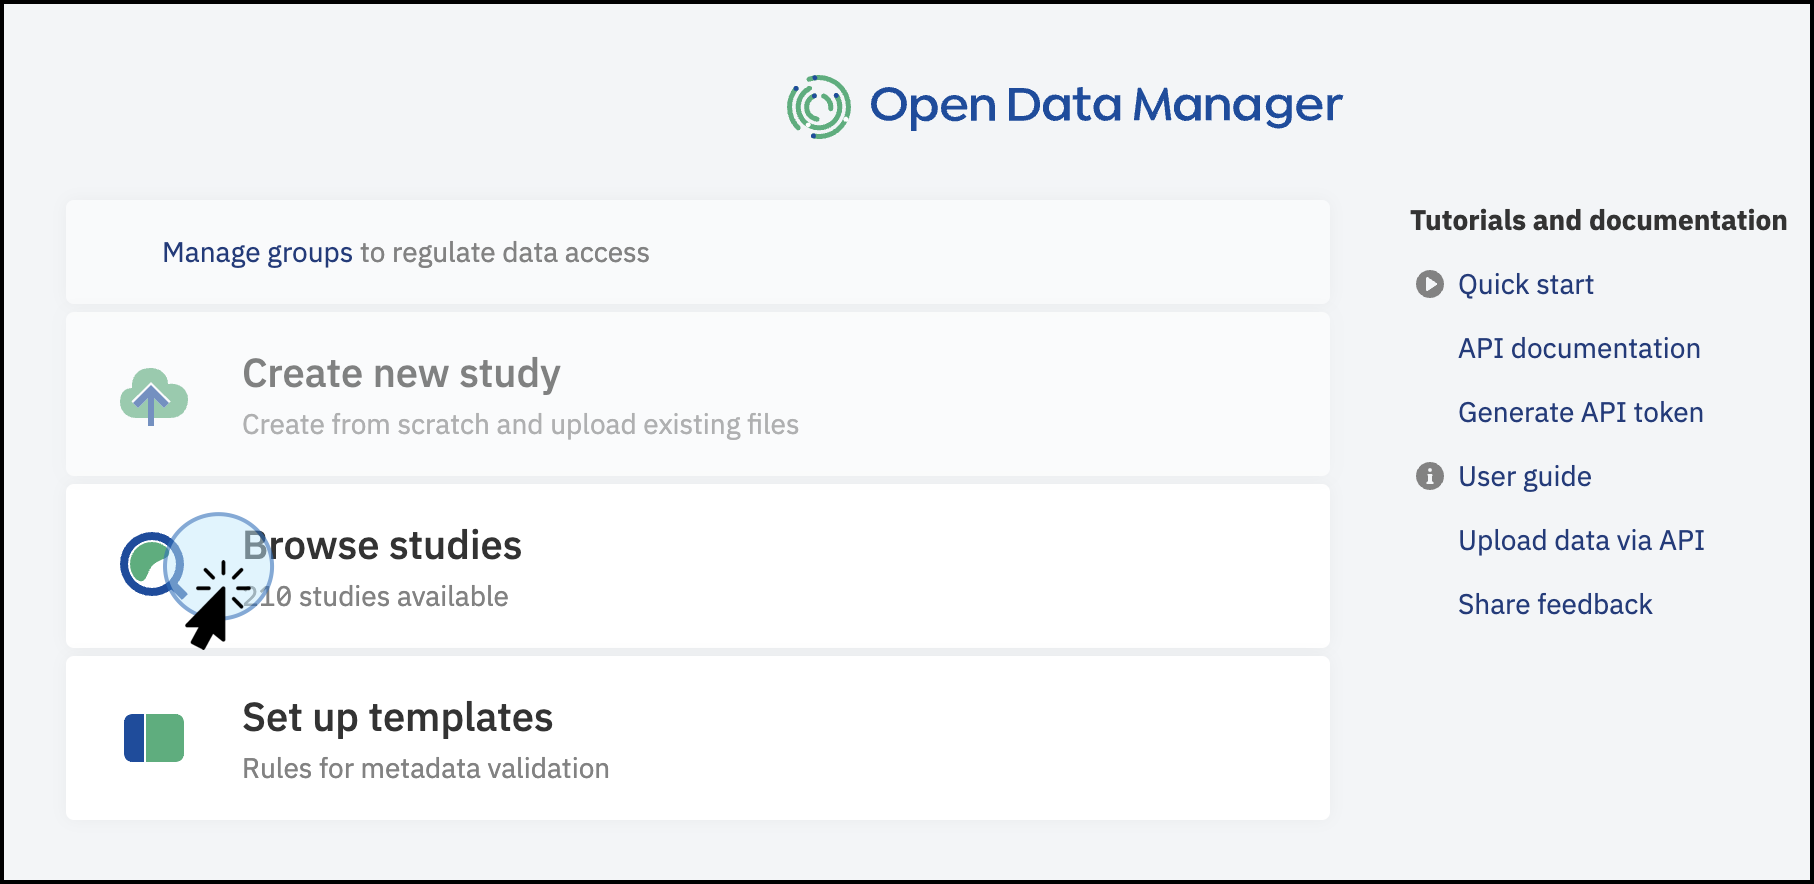 Open Data Manager
Manage groups to regulate data access
Create new study
Create from scratch and upload existing files
Browse studies
210 studies available
Set up templates
Rules for metadata validation
Tutorials and documentation
Quick start
API documentation
Generate API token
User guide
Upload data via API
Share feedback